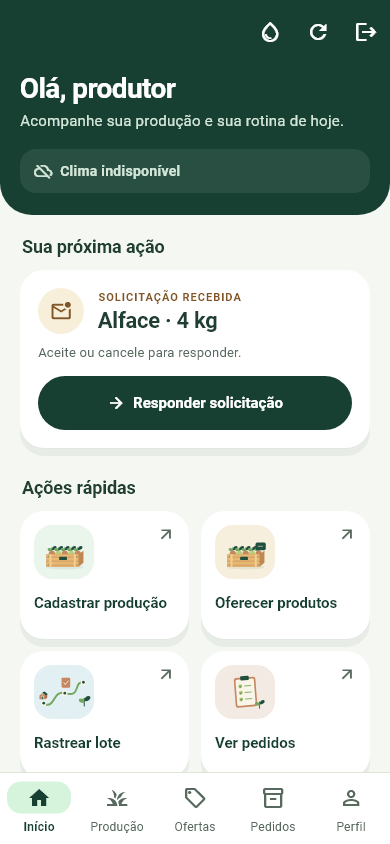 Olá, produtor
Acompanhe sua produção e sua rotina de hoje.
Clima indisponível
Sua próxima ação
SOLICITAÇÃO RECEBIDA
Alface · 4 kg
Aceite ou cancele para responder.
Responder solicitação
Ações rápidas
Cadastrar produção
Oferecer produtos
Rastrear lote
Ver pedidos
Início
Produção
Ofertas
Pedidos
Perfil